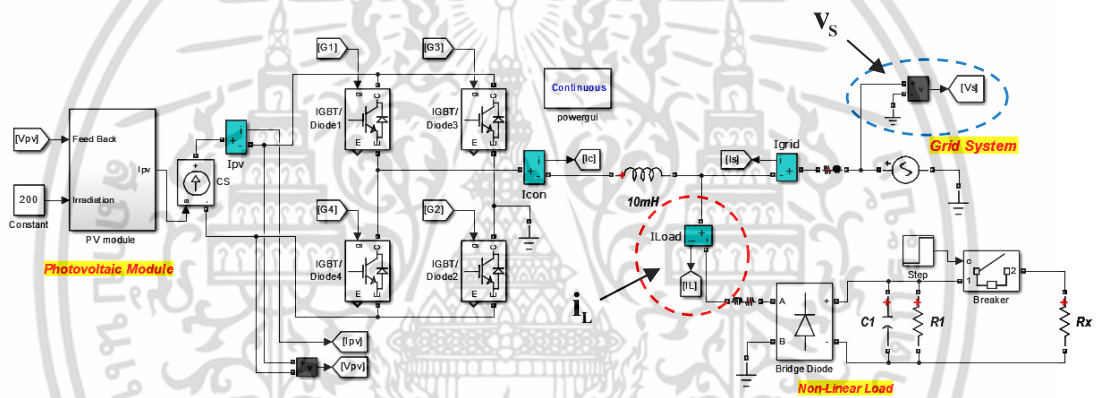 V_S
[G1]
[G3]
Continuous
powergui
+
-
v
[Vs]
Grid System
g
C
E
IGBT/
Diode1
g
C
E
IGBT/
Diode3
[Vpv]
Feed Back
Irradiation
Ipv
PV module
200
Constant
Photovoltaic Module
+
s
-
CS
i
+
-
Ipv
i
+
-
Icon
[Ic]
10mH
[Is]
Igrid
i
-
+
[G4]
[G2]
g
C
E
IGBT/
Diode4
g
C
E
IGBT/
Diode2
ILoad
[IL]
i_L
Step
c
1
2
Breaker
A
B
+
-
Bridge Diode
C1
R1
Rx
Non-Linear Load
[Ipv]
+
-
v
[Vpv]